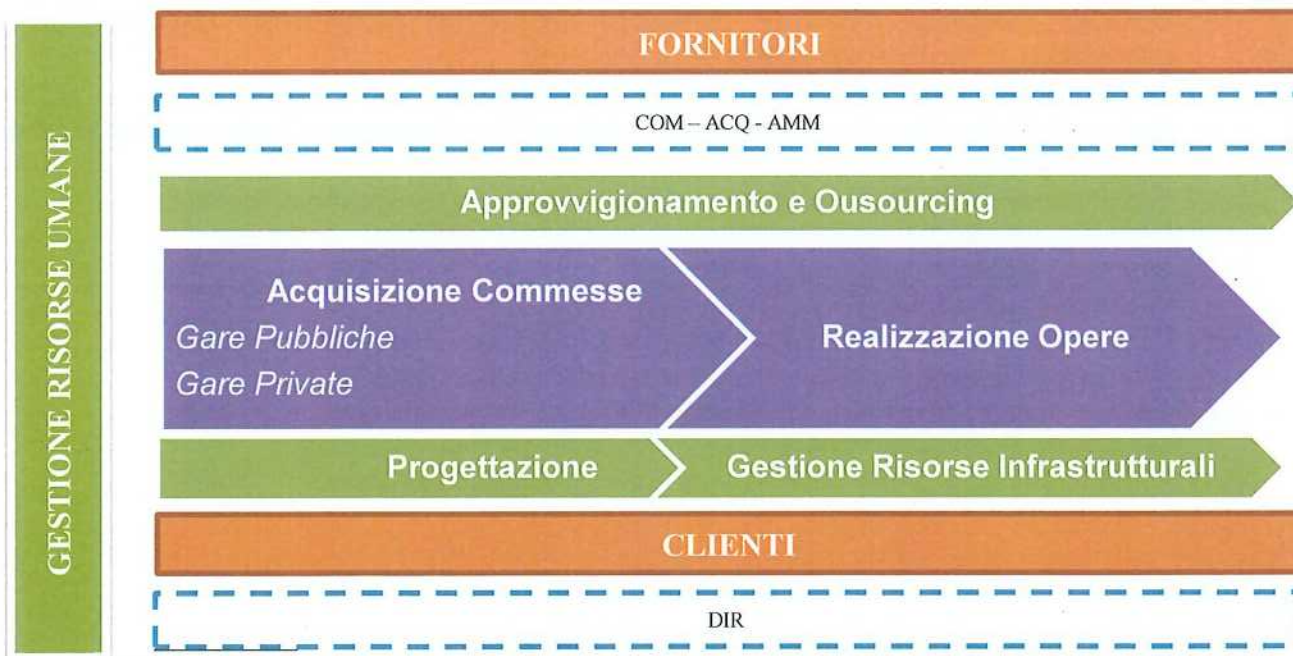 GESTIONE RISORSE UMANE
FORNITORI
COM – ACQ - AMM
Approvvigionamento e Ousourcing
Acquisizione Commesse
Gare Pubbliche
Gare Private
Realizzazione Opere
Progettazione
Gestione Risorse Infrastrutturali
CLIENTI
DIR